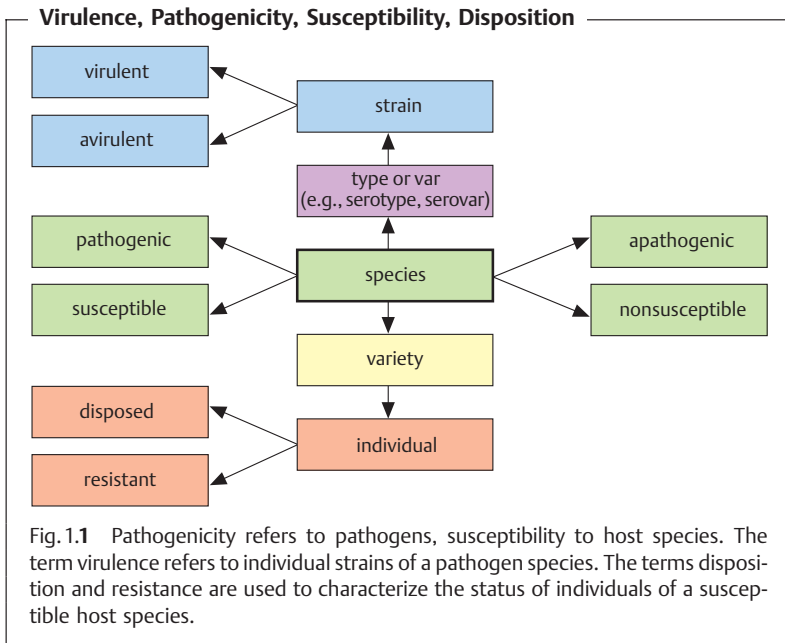 Virulence, Pathogenicity, Susceptibility, Disposition
virulent
strain
avirulent
type or var
(e.g., serotype, serovar)
pathogenic
apathogenic
species
susceptible
nonsusceptible
variety
disposed
individual
resistant
Fig. 1.1 Pathogenicity refers to pathogens, susceptibility to host species. The
term virulence refers to individual strains of a pathogen species. The terms disposi-
tion and resistance are used to characterize the status of individuals of a suscep-
tible host species.